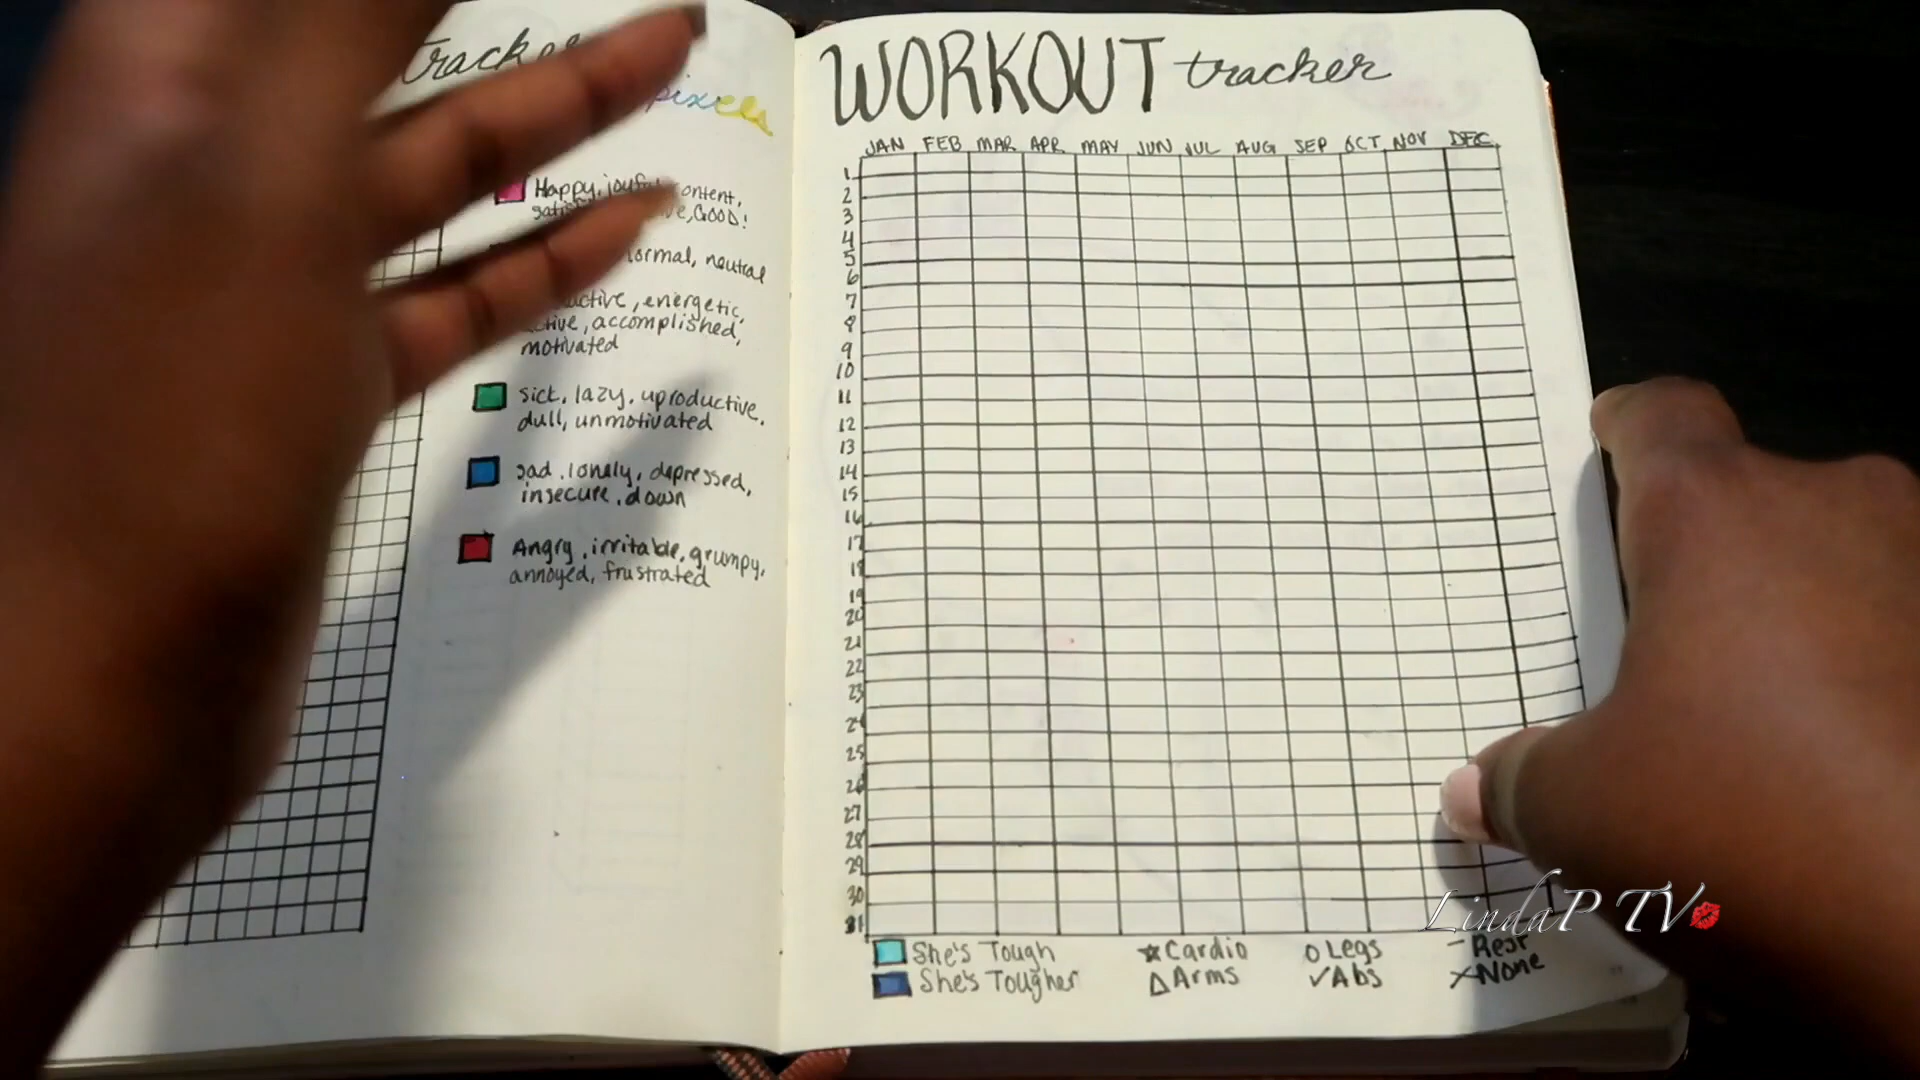 tracker
pixels
Happy, joyful, content,
GOOD!
normal, neutral
energetic,
accomplished,
motivated
sick, lazy, uproductive,
dull, unmotivated
sad, lonely, depressed,
insecure, down
Angry, irritable, grumpy,
annoyed, frustrated
WORKOUT tracker
JAN FEB MAR APR MAY JUN JUL AUG SEP OCT NOV DEC
1
2
3
4
5
6
7
8
9
10
11
12
13
14
15
16
17
18
19
20
21
22
23
24
25
26
27
28
29
30
31
She's Tough ☆Cardio O Legs - Rest
She's Tougher △Arms ✓Abs X None
LindaP TV